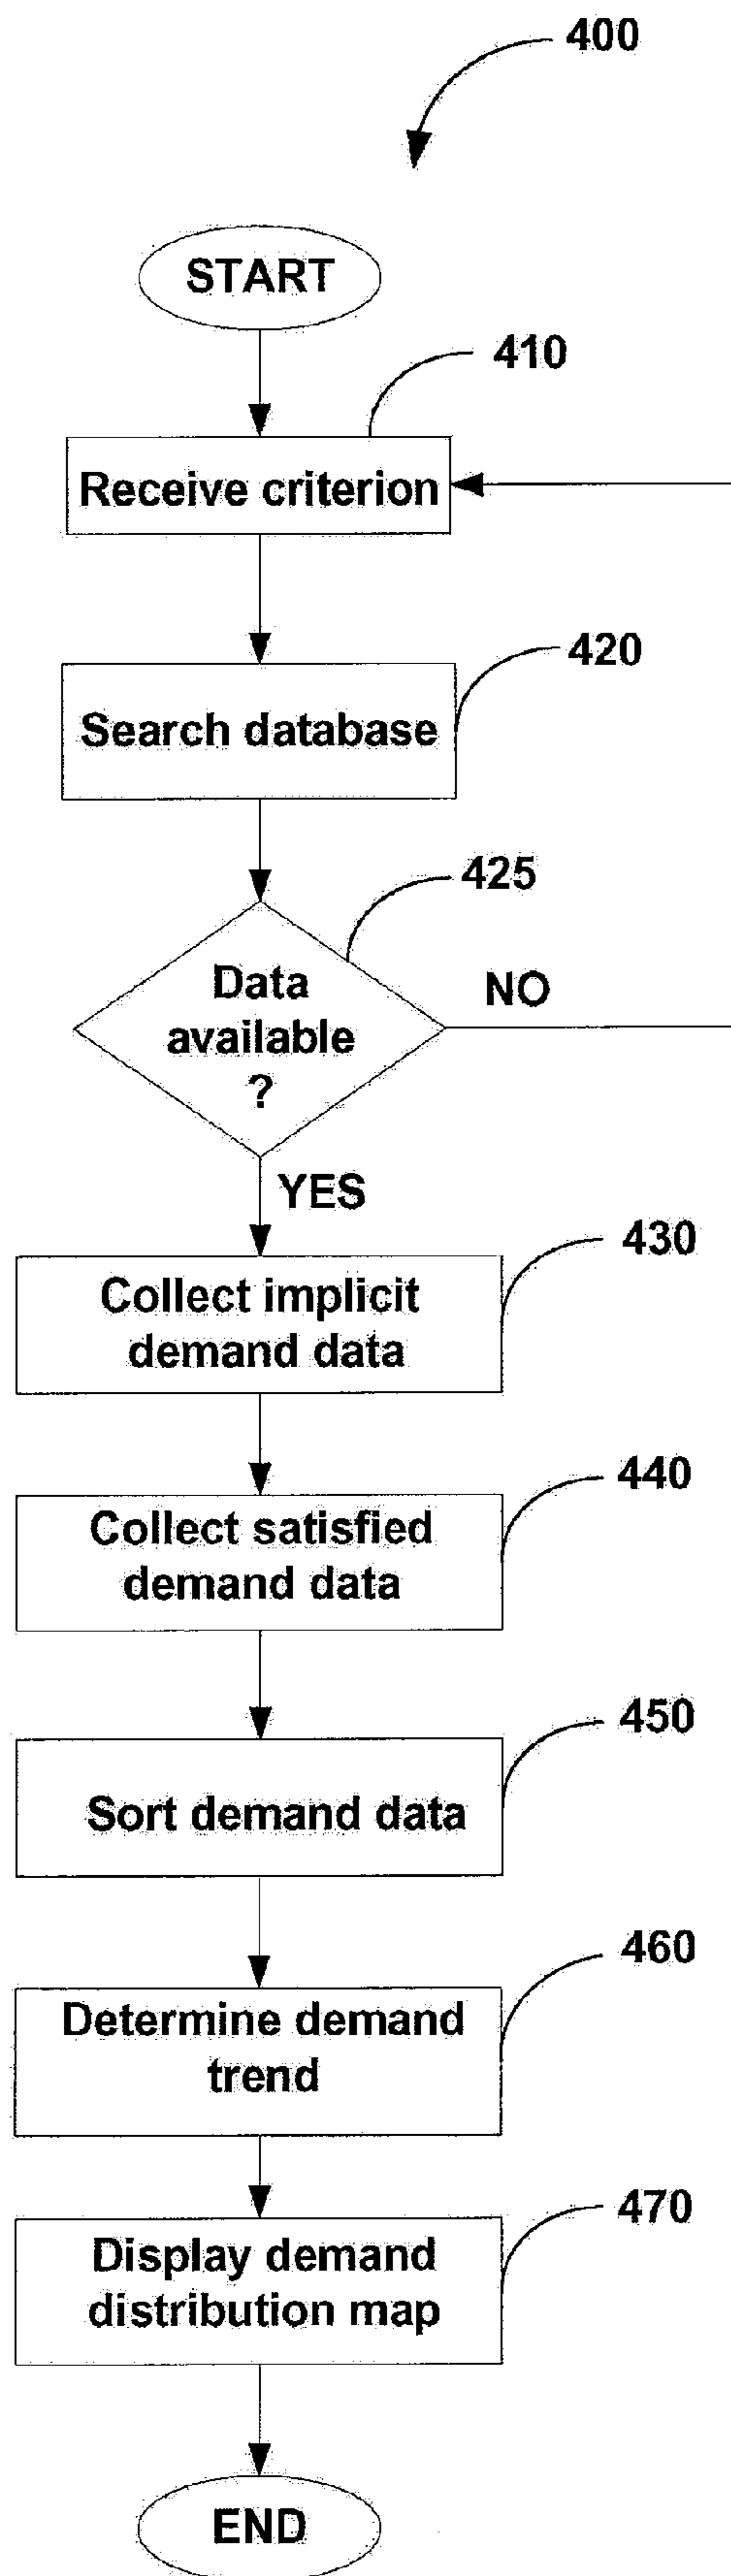 400
START
410
Receive criterion
420
Search database
425
Data
available
?
NO
YES
430
Collect implicit
demand data
440
Collect satisfied
demand data
450
Sort demand data
460
Determine demand
trend
470
Display demand
distribution map
END